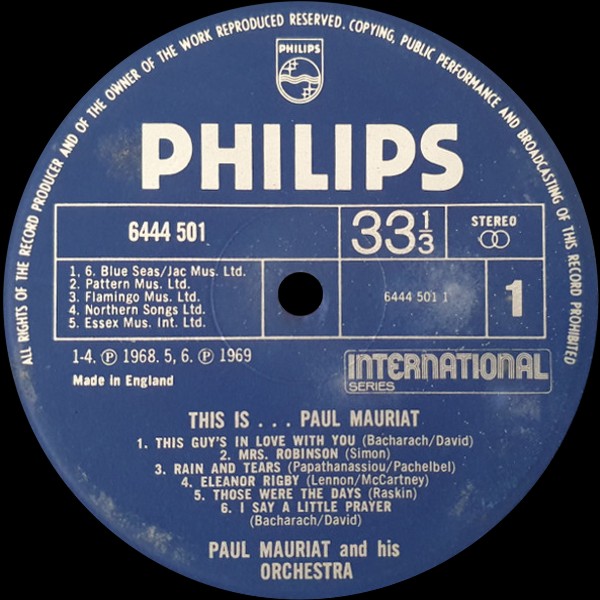 ALL RIGHTS OF THE RECORD PRODUCER AND OF THE OWNER OF THE WORK REPRODUCED RESERVED. COPYING, PUBLIC PERFORMANCE AND BROADCASTING OF THIS RECORD PROHIBITED
PHILIPS
PHILIPS
6444 501
33 1/3
STEREO
1, 6. Blue Seas/Jac Mus. Ltd.
2. Pattern Mus. Ltd.
3. Flamingo Mus. Ltd.
4. Northern Songs Ltd.
5. Essex Mus. Int. Ltd.
6444 501 1
1
1-4. ℗ 1968. 5, 6. ℗ 1969
Made in England
INTERNATIONAL
SERIES
THIS IS . . . PAUL MAURIAT
1. THIS GUY'S IN LOVE WITH YOU (Bacharach/David)
2. MRS. ROBINSON (Simon)
3. RAIN AND TEARS (Papathanassiou/Pachelbel)
4. ELEANOR RIGBY (Lennon/McCartney)
5. THOSE WERE THE DAYS (Raskin)
6. I SAY A LITTLE PRAYER
(Bacharach/David)
PAUL MAURIAT and his
ORCHESTRA